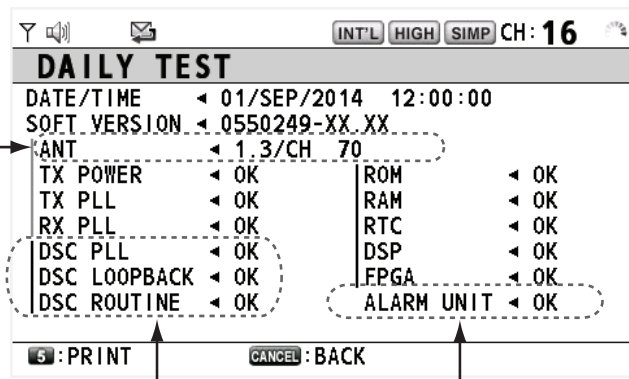 INT'L HIGH SIMP CH: 16
DAILY TEST
DATE/TIME ◄ 01/SEP/2014 12:00:00
SOFT VERSION ◄ 0550249-XX.XX
ANT ◄ 1.3/CH 70
TX POWER ◄ OK ROM ◄ OK
TX PLL ◄ OK RAM ◄ OK
RX PLL ◄ OK RTC ◄ OK
DSC PLL ◄ OK DSP ◄ OK
DSC LOOPBACK ◄ OK FPGA ◄ OK
DSC ROUTINE ◄ OK ALARM UNIT ◄ OK
5 : PRINT CANCEL : BACK